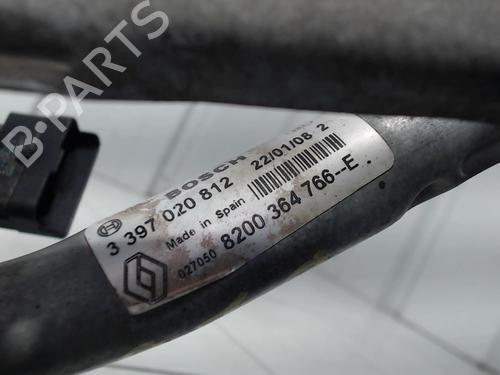 B-PARTS
BOSCH 22/01/08 2
3 397 020 812
Made in Spain
027050 8200 364 766--E.